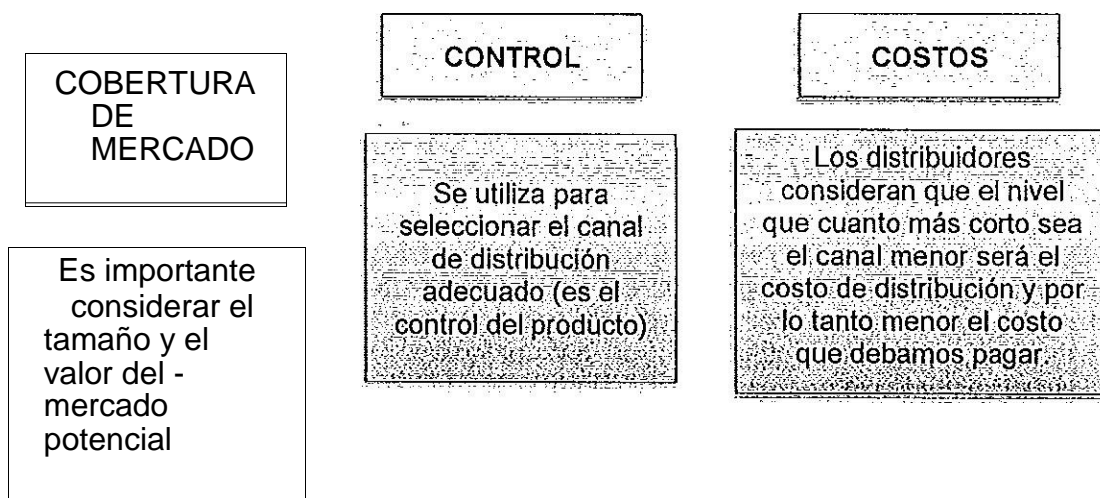 COBERTURA
DE
MERCADO
Es importante
considerar el
tamaño y el
valor del -
mercado
potencial
CONTROL
Se utiliza para
seleccionar el canal
de distribución
adecuado (es el
control del producto)
COSTOS
Los distribuidores
consideran que el nivel
que cuanto más corto sea
el canal menor será el
costo de distribución y por
lo tanto menor el costo
que debamos pagar.